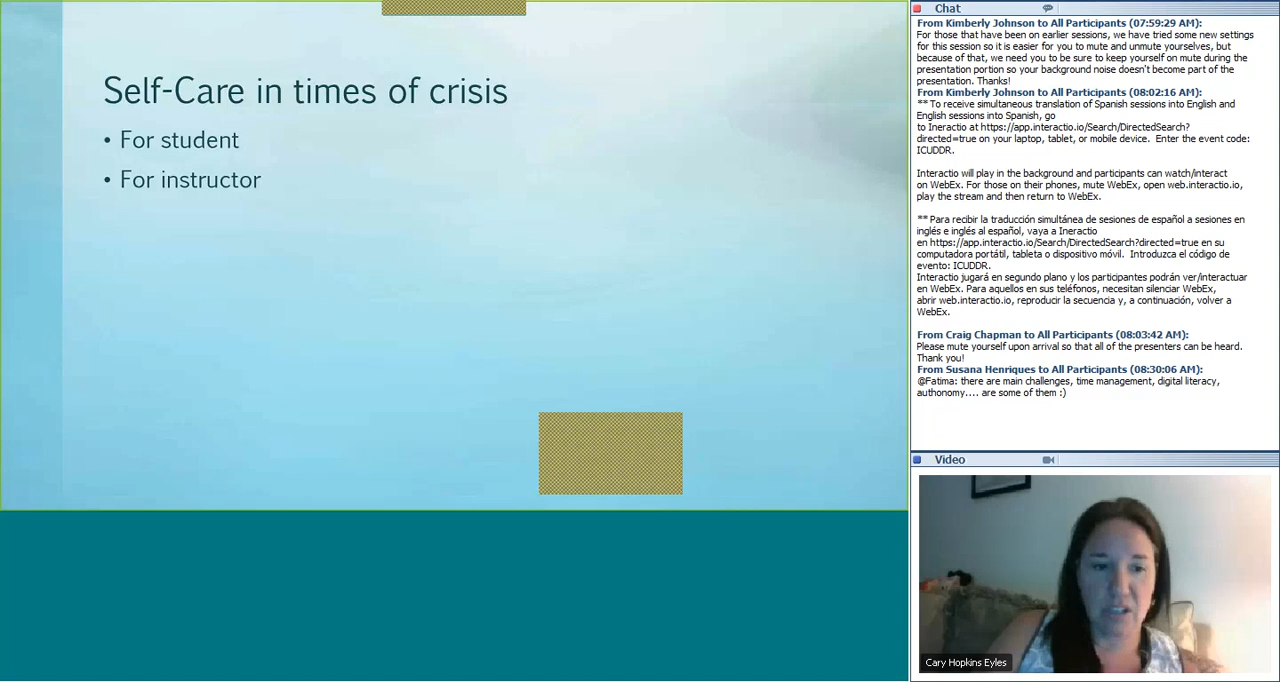 Self-Care in times of crisis
• For student
• For instructor
Chat
From Kimberly Johnson to All Participants (07:59:29 AM):
For those that have been on earlier sessions, we have tried some new settings
for this session so it is easier for you to mute and unmute yourselves, but
because of that, we need you to be sure to keep yourself on mute during the
presentation portion so your background noise doesn't become part of the
presentation. Thanks!
From Kimberly Johnson to All Participants (08:02:16 AM):
** To receive simultaneous translation of Spanish sessions into English and
English sessions into Spanish, go
to Ineractio at https://app.interactio.io/Search/DirectedSearch?
directed=true on your laptop, tablet, or mobile device. Enter the event code:
ICUDDR.
Interactio will play in the background and participants can watch/interact
on WebEx. For those on their phones, mute WebEx, open web.interactio.io,
play the stream and then return to WebEx.
** Para recibir la traducción simultánea de sesiones de español a sesiones en
inglés e inglés al español, vaya a Ineractio
en https://app.interactio.io/Search/DirectedSearch?directed=true en su
computadora portátil, tableta o dispositivo móvil. Introduzca el código de
evento: ICUDDR.
Interactio jugará en segundo plano y los participantes podrán ver/interactuar
en WebEx. Para aquellos en sus teléfonos, necesitan silenciar WebEx,
abrir web.interactio.io, reproducir la secuencia y, a continuación, volver a
WebEx.
From Craig Chapman to All Participants (08:03:42 AM):
Please mute yourself upon arrival so that all of the presenters can be heard.
Thank you!
From Susana Henriques to All Participants (08:30:06 AM):
@Fatima: there are main challenges, time management, digital literacy,
authonomy.... are some of them :)
Video
Cary Hopkins Eyles